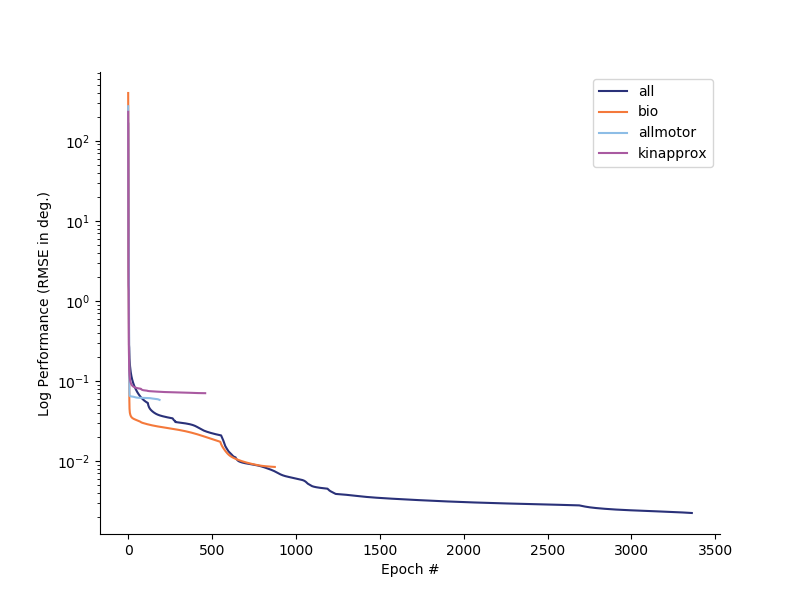 all
bio
allmotor
kinapprox
Log Performance (RMSE in deg.)
10²
10¹
10⁰
10⁻¹
10⁻²
0 500 1000 1500 2000 2500 3000 3500
Epoch #